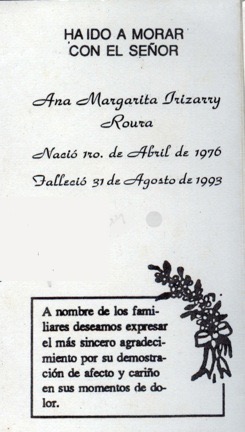 HA IDO A MORAR
CON EL SEÑOR
Ana Margarita Irizarry
Roura
Nació 1ro. de Abril de 1976
Falleció 31 de Agosto de 1993
A nombre de los fami-
liares deseamos expresar
el más sincero agradeci-
miento por su demostra-
ción de afecto y cariño
en sus momentos de do-
lor.